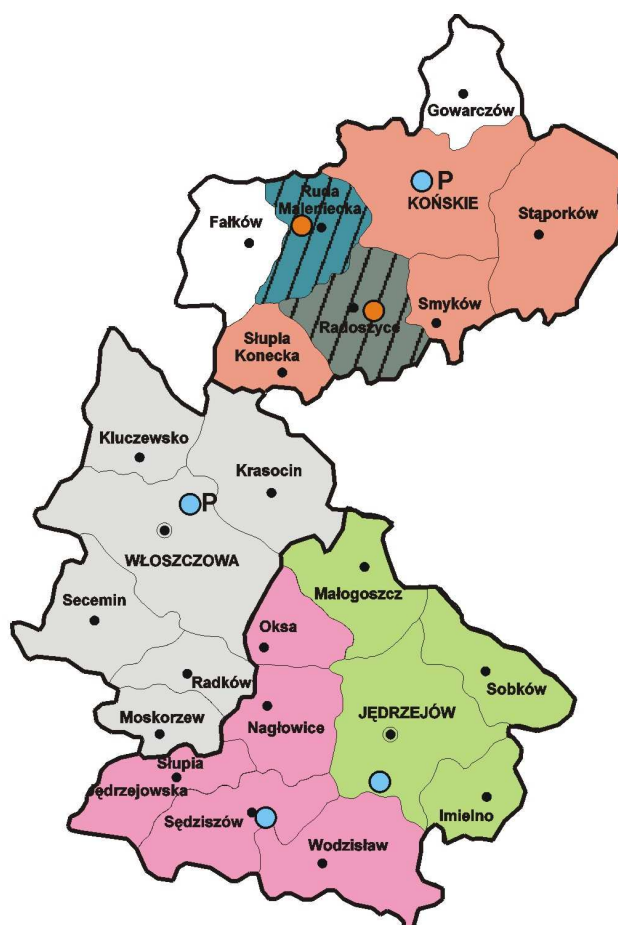 Gowarczów
P
KOŃSKIE
Ruda
Maleniecka
Stąporków
Fałków
Radoszyce
Smyków
Słupia
Konecka
Kluczewsko
Krasocin
P
WŁOSZCZOWA
Małogoszcz
Secemin
Oksa
Radków
Sobków
Nagłowice
JĘDRZEJÓW
Moskorzew
Słupia
Jędrzejowska
Sędziszów
Imielno
Wodzisław